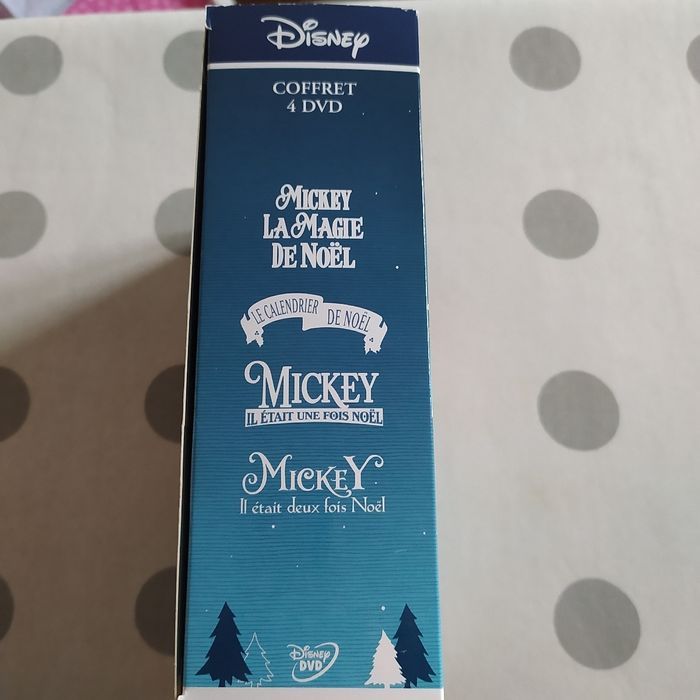 Disney
COFFRET
4 DVD
MICKEY
LA MAGIE
DE NOËL
LE CALENDRIER DE NOËL
MICKEY
IL ÉTAIT UNE FOIS NOËL
MICKEY
Il était deux fois Noël
Disney
DVD